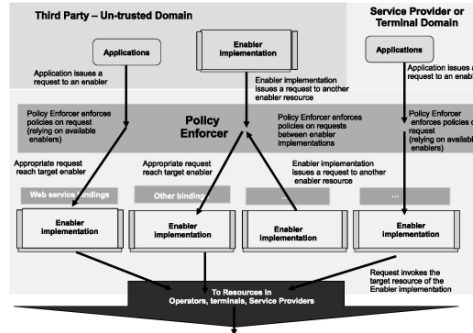 Third Party – Un-trusted Domain
Service Provider or
Terminal Domain
Applications
Enabler
implementation
Applications
Application issues a
request to an enabler
Enabler implementation
issues a request to another
enabler resource
Application issues a
request to an enabler
Policy Enforcer enforces
policies on request
(relying on available
enablers)
Policy
Enforcer
Policy Enforcer enforces
policies on requests
between enabler
implementations
Policy Enforcer
enforces policies on
request
(relying on available
enablers)
Appropriate request
reach target enabler
Appropriate request
reach target enabler
Enabler implementation
issues a request to another
enabler resource
Web service bindings
Other binding
...
...
Enabler
implementation
Enabler
implementation
Enabler
implementation
Enabler
implementation
To Resources In
Operators, terminals, Service Providers
Request invokes the
target resource of the
Enabler implementation